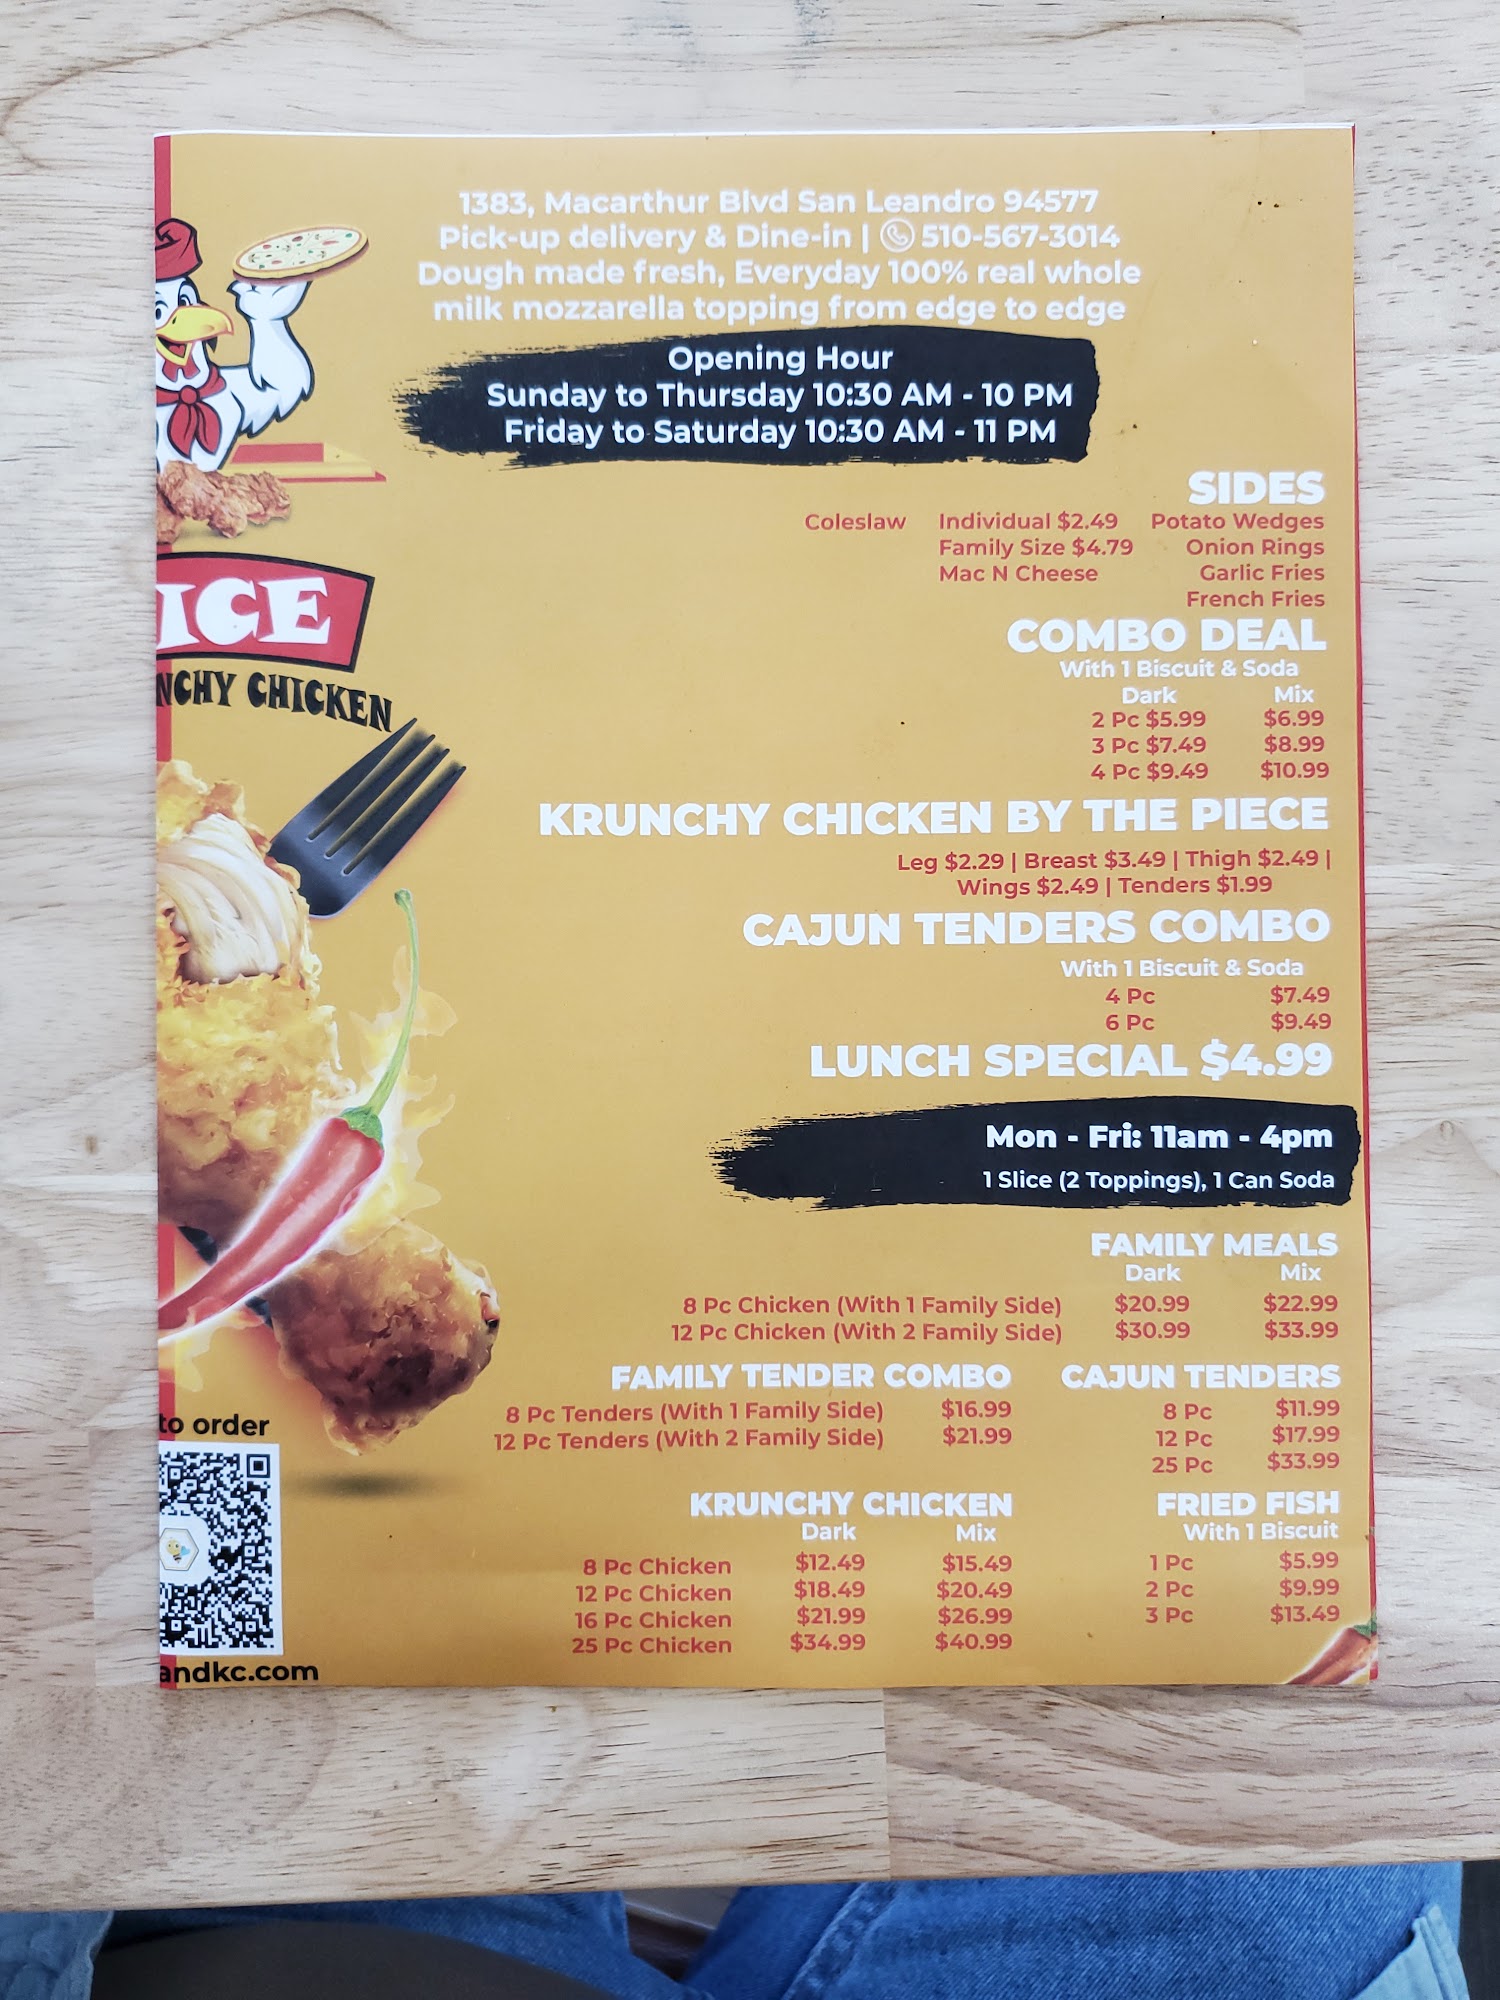 1383, Macarthur Blvd San Leandro 94577
Pick-up delivery & Dine-in | 510-567-3014
Dough made fresh, Everyday 100% real whole
milk mozzarella topping from edge to edge
Opening Hour
Sunday to Thursday 10:30 AM - 10 PM
Friday to Saturday 10:30 AM - 11 PM
ICE
NCHY CHICKEN
SIDES
Coleslaw Individual $2.49 Potato Wedges
Family Size $4.79 Onion Rings
Mac N Cheese Garlic Fries
French Fries
COMBO DEAL
With 1 Biscuit & Soda
Dark Mix
2 Pc $5.99 $6.99
3 Pc $7.49 $8.99
4 Pc $9.49 $10.99
KRUNCHY CHICKEN BY THE PIECE
Leg $2.29 | Breast $3.49 | Thigh $2.49 |
Wings $2.49 | Tenders $1.99
CAJUN TENDERS COMBO
With 1 Biscuit & Soda
4 Pc $7.49
6 Pc $9.49
LUNCH SPECIAL $4.99
Mon - Fri: 11am - 4pm
1 Slice (2 Toppings), 1 Can Soda
FAMILY MEALS
Dark Mix
8 Pc Chicken (With 1 Family Side) $20.99 $22.99
12 Pc Chicken (With 2 Family Side) $30.99 $33.99
FAMILY TENDER COMBO
8 Pc Tenders (With 1 Family Side) $16.99
12 Pc Tenders (With 2 Family Side) $21.99
CAJUN TENDERS
8 Pc $11.99
12 Pc $17.99
25 Pc $33.99
KRUNCHY CHICKEN
Dark Mix
8 Pc Chicken $12.49 $15.49
12 Pc Chicken $18.49 $20.49
16 Pc Chicken $21.99 $26.99
25 Pc Chicken $34.99 $40.99
FRIED FISH
With 1 Biscuit
1 Pc $5.99
2 Pc $9.99
3 Pc $13.49
to order
andkc.com